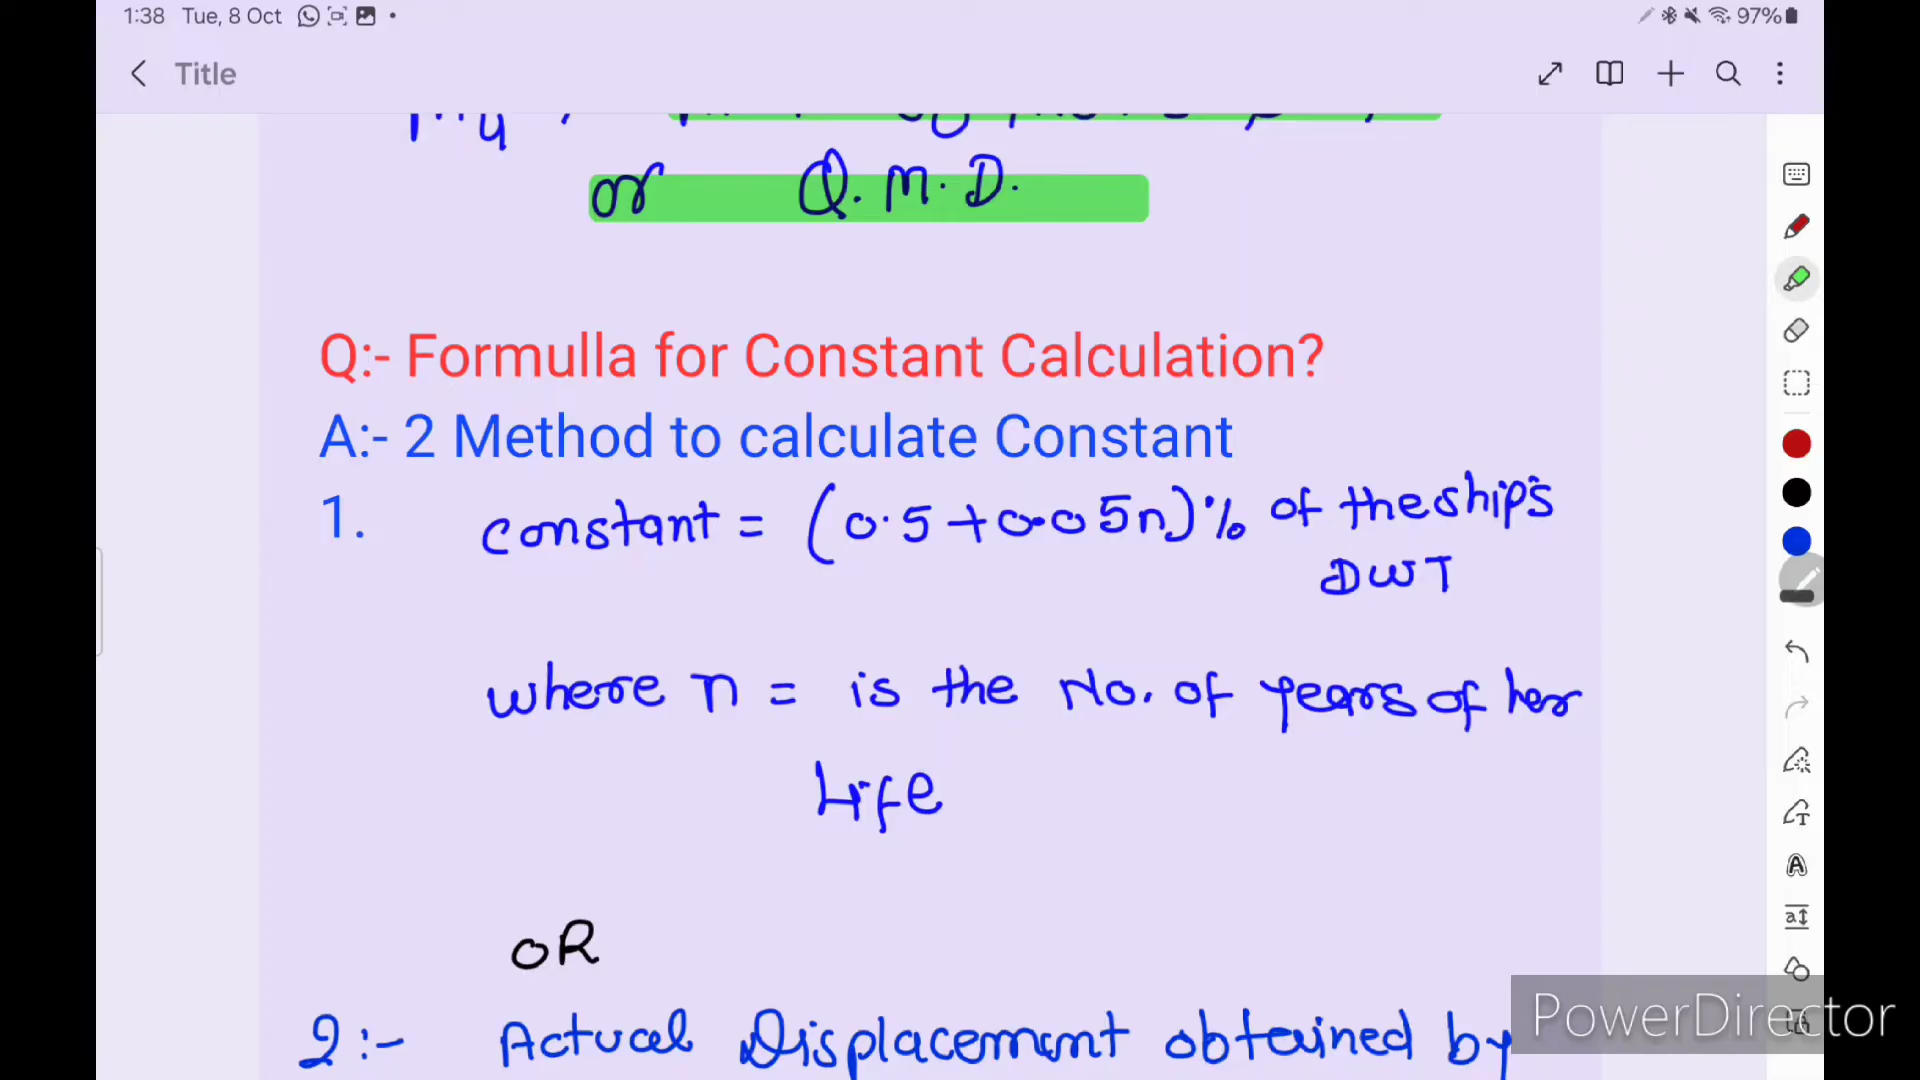 1:38 Tue, 8 Oct
97%
Title
or Q.M.D.
Q:- Formulla for Constant Calculation?
A:- 2 Method to calculate Constant
1. constant = (0.5+0.05n)% of the ship's
DWT
where n = is the No. of years of her
Life
OR
2:- Actual Displacement obtained by
PowerDirector